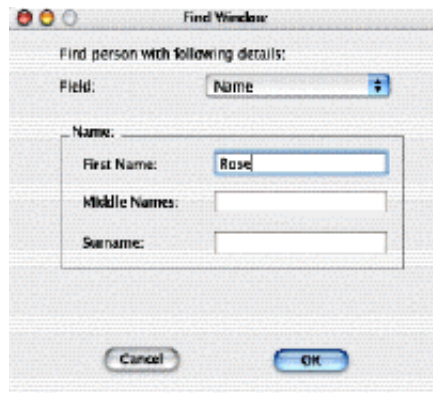 Find Window
Find person with following details:
Field: Name
Name:
First Name: Rose
Middle Names:
Surname:
Cancel OK